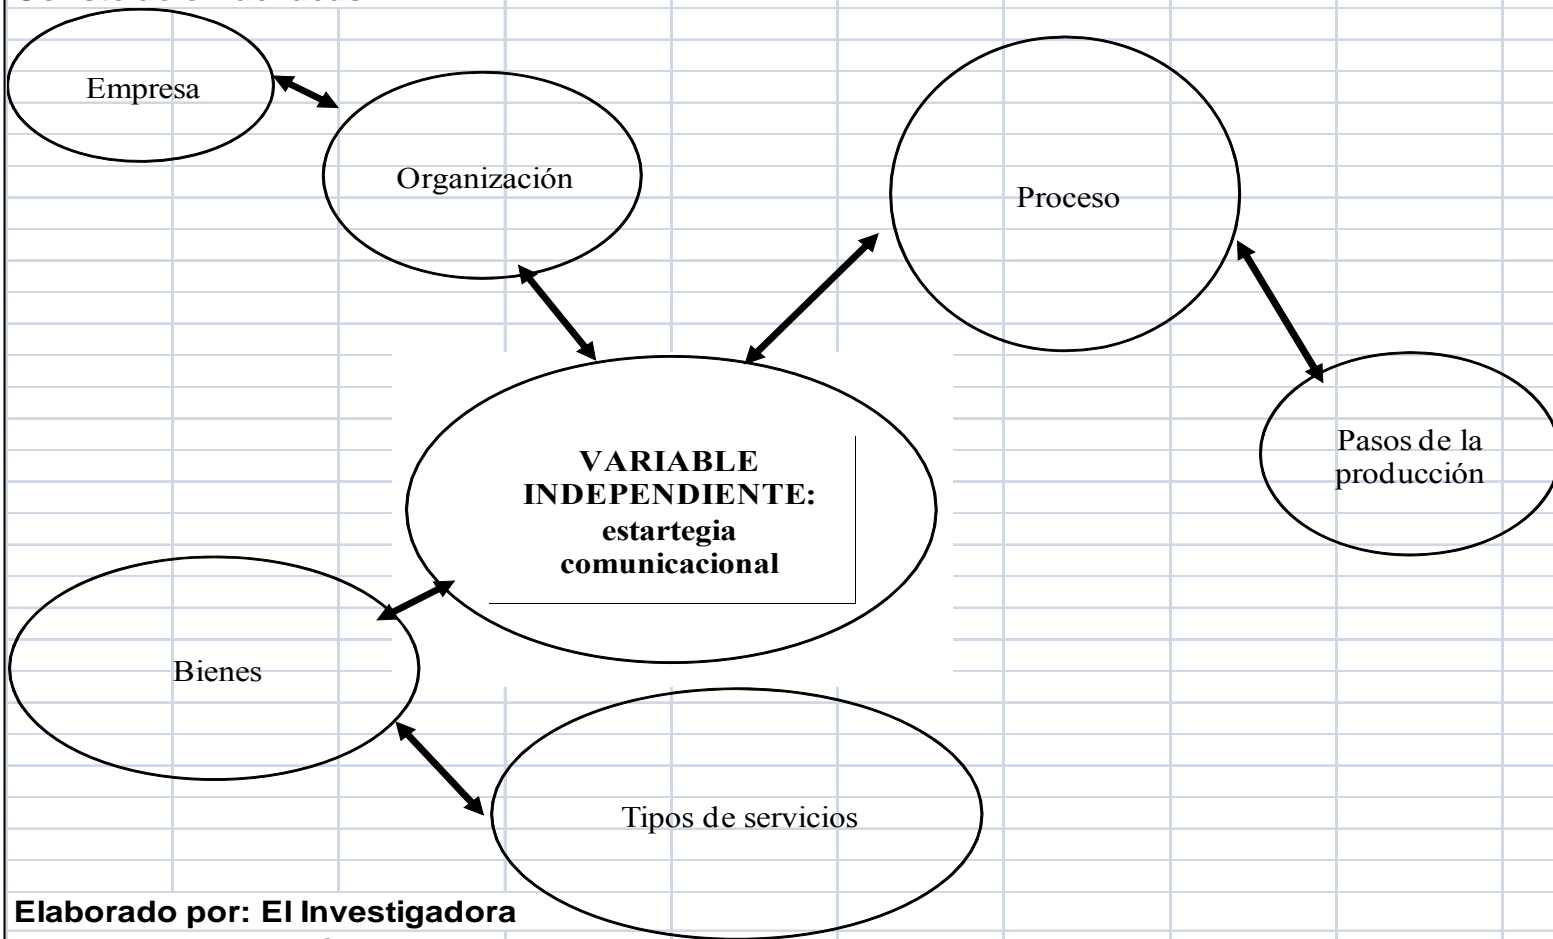 Empresa
Organización
Proceso
VARIABLE
INDEPENDIENTE:
estartegia
comunicacional
Pasos de la
producción
Bienes
Tipos de servicios
Elaborado por: El Investigadora